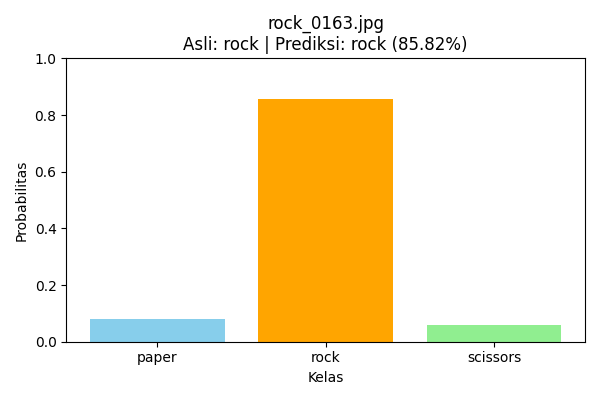 rock_0163.jpg
Asli: rock | Prediksi: rock (85.82%)
1.0
0.8
0.6
0.4
0.2
0.0
Probabilitas
paper
rock
scissors
Kelas